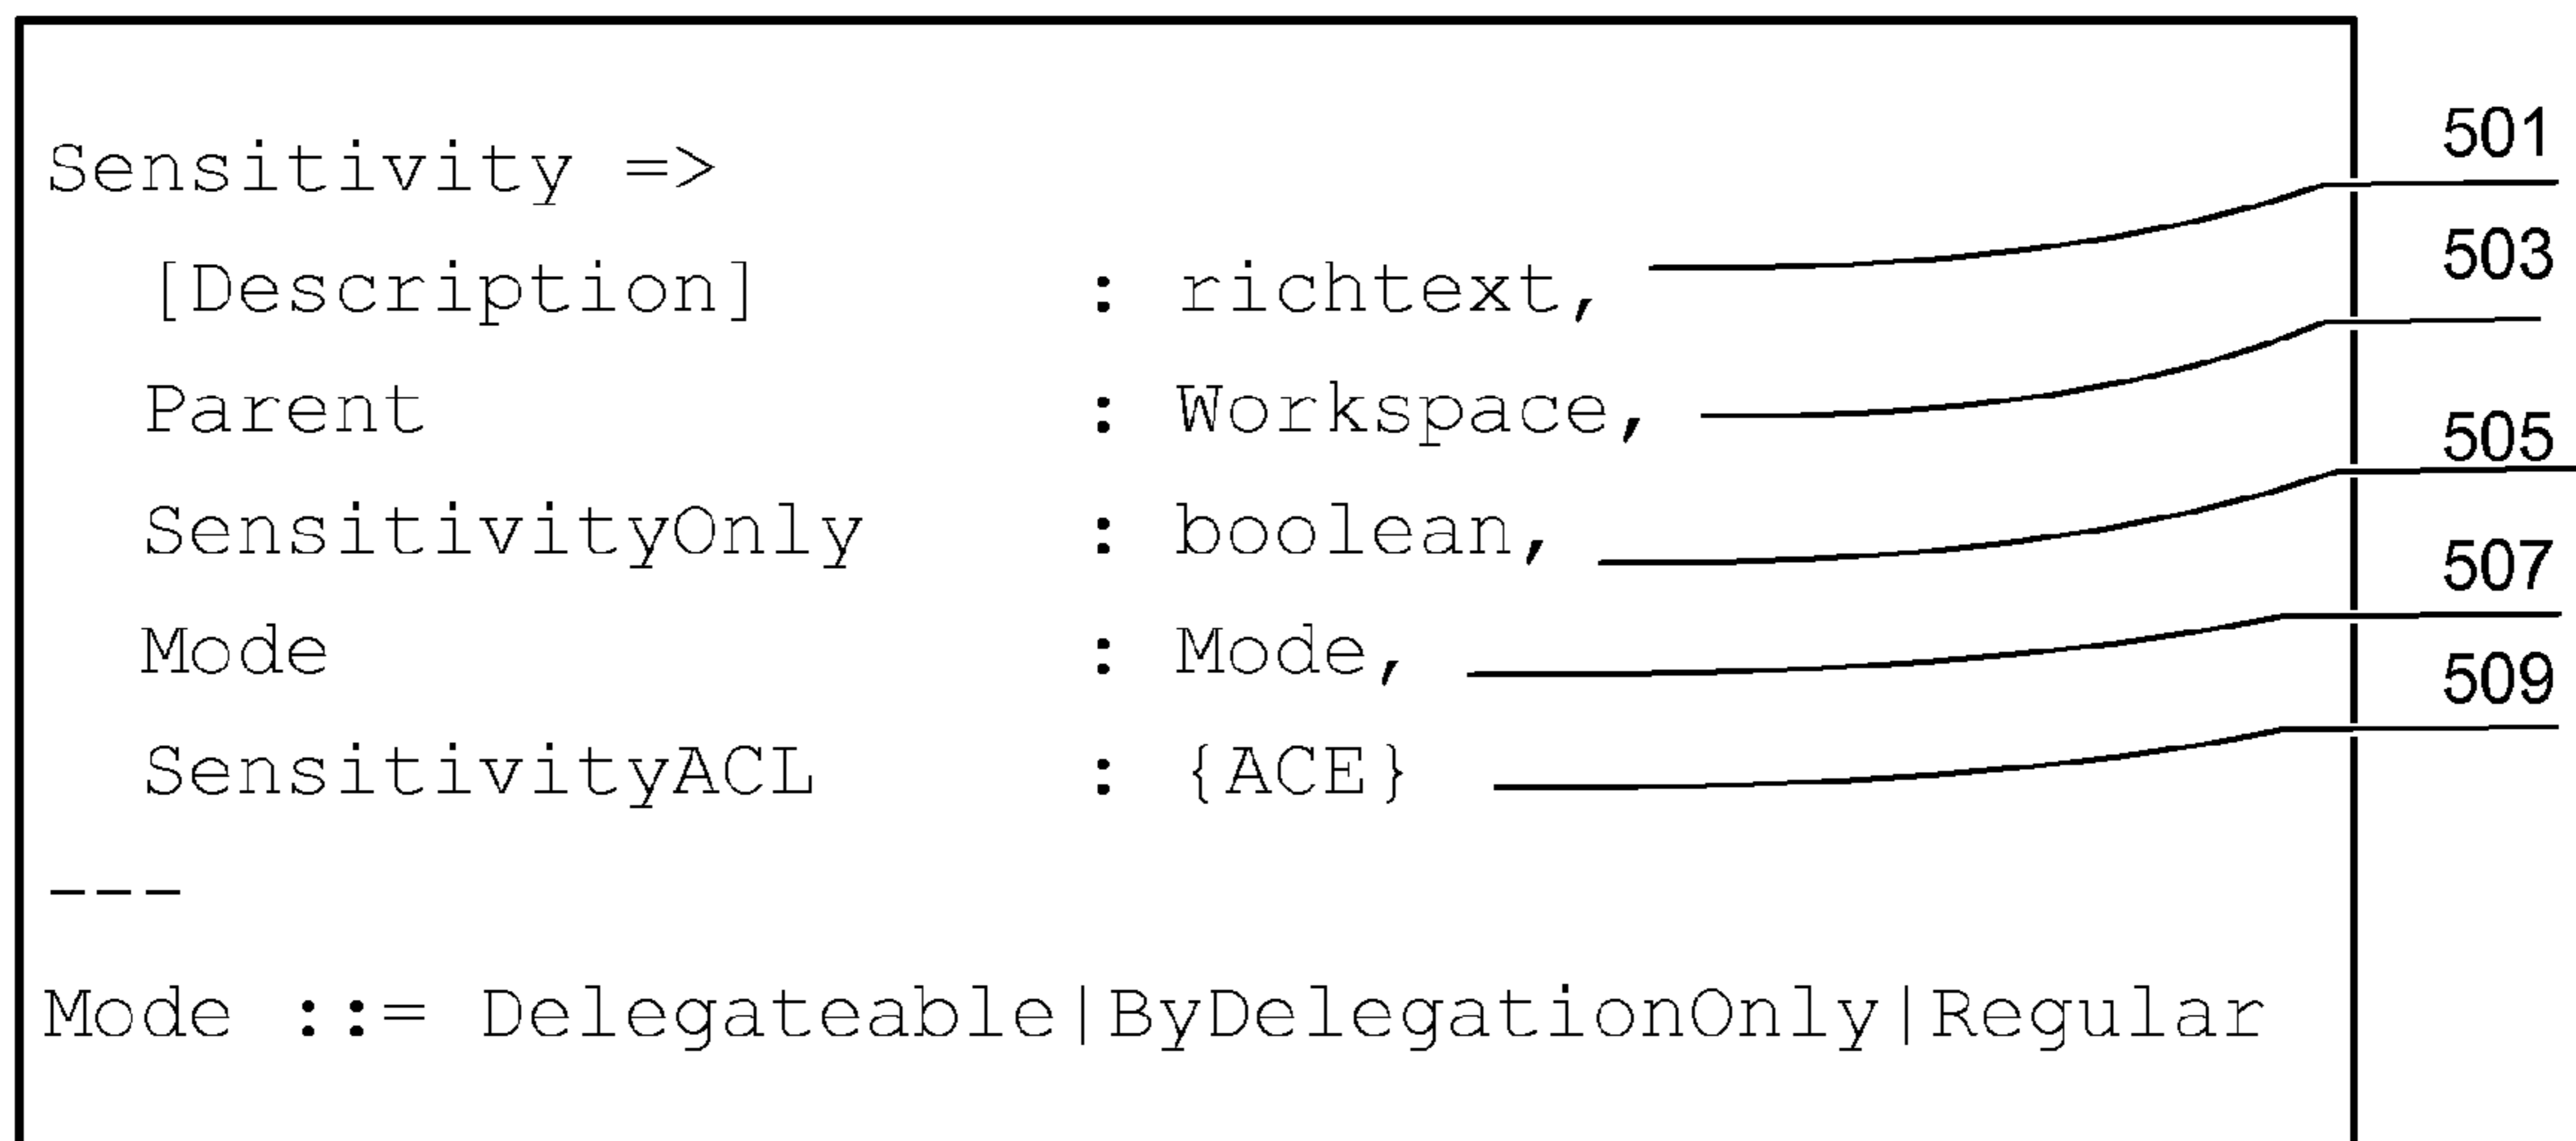 Sensitivity =>
501
[Description] : richtext,
503
Parent : Workspace,
505
SensitivityOnly : boolean,
507
Mode : Mode,
509
SensitivityACL : {ACE}
---
Mode ::= Delegateable|ByDelegationOnly|Regular